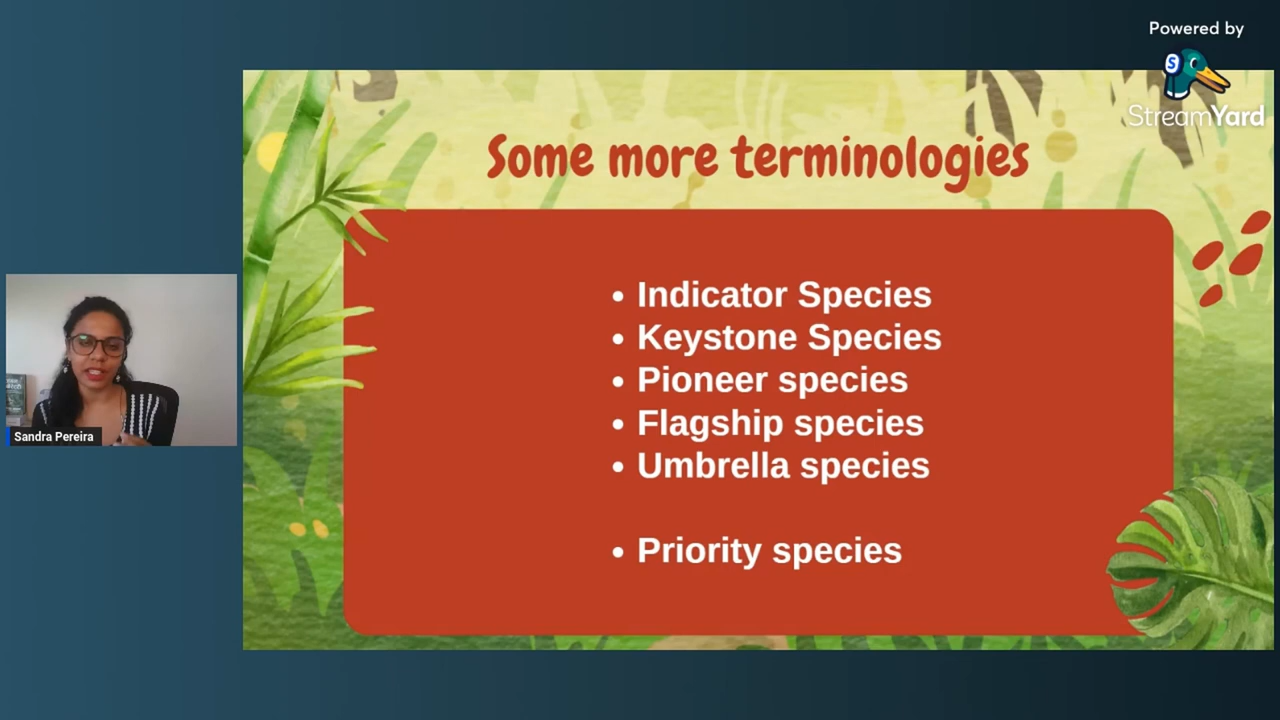 Powered by
StreamYard
Some more terminologies
• Indicator Species
• Keystone Species
• Pioneer species
• Flagship species
• Umbrella species
• Priority species
Sandra Pereira